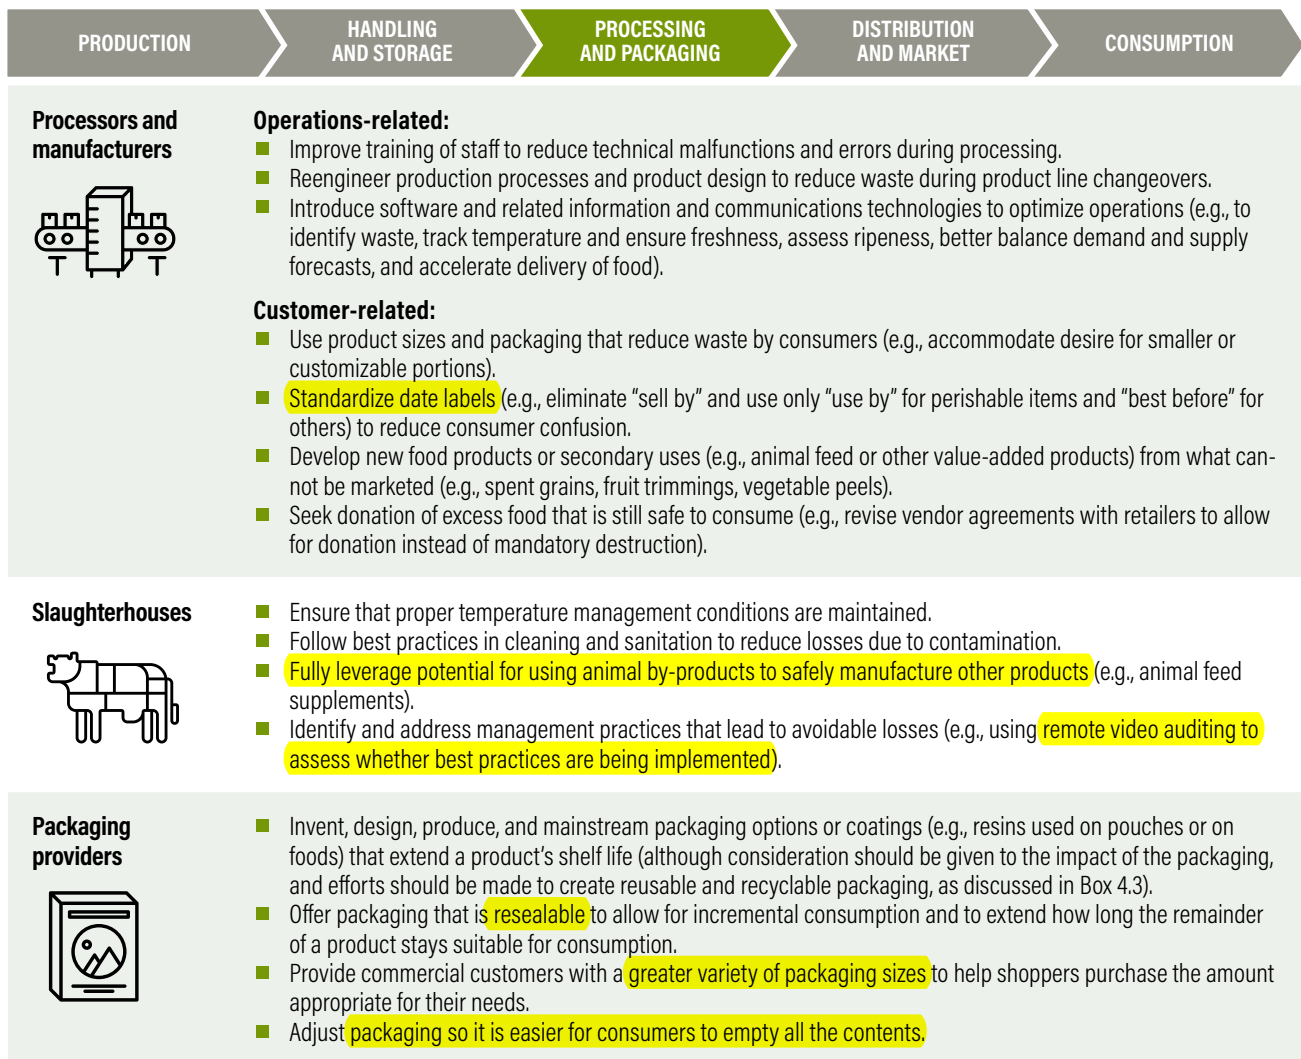 PRODUCTION
HANDLING
AND STORAGE
PROCESSING
AND PACKAGING
DISTRIBUTION
AND MARKET
CONSUMPTION
Processors and
manufacturers
Operations-related:
Improve training of staff to reduce technical malfunctions and errors during processing.
Reengineer production processes and product design to reduce waste during product line changeovers.
Introduce software and related information and communications technologies to optimize operations (e.g., to
identify waste, track temperature and ensure freshness, assess ripeness, better balance demand and supply
forecasts, and accelerate delivery of food).
Customer-related:
Use product sizes and packaging that reduce waste by consumers (e.g., accommodate desire for smaller or
customizable portions).
Standardize date labels (e.g., eliminate “sell by” and use only “use by” for perishable items and “best before” for
others) to reduce consumer confusion.
Develop new food products or secondary uses (e.g., animal feed or other value-added products) from what can-
not be marketed (e.g., spent grains, fruit trimmings, vegetable peels).
Seek donation of excess food that is still safe to consume (e.g., revise vendor agreements with retailers to allow
for donation instead of mandatory destruction).
Slaughterhouses
Ensure that proper temperature management conditions are maintained.
Follow best practices in cleaning and sanitation to reduce losses due to contamination.
Fully leverage potential for using animal by-products to safely manufacture other products (e.g., animal feed
supplements).
Identify and address management practices that lead to avoidable losses (e.g., using remote video auditing to
assess whether best practices are being implemented).
Packaging
providers
Invent, design, produce, and mainstream packaging options or coatings (e.g., resins used on pouches or on
foods) that extend a product’s shelf life (although consideration should be given to the impact of the packaging,
and efforts should be made to create reusable and recyclable packaging, as discussed in Box 4.3).
Offer packaging that is resealable to allow for incremental consumption and to extend how long the remainder
of a product stays suitable for consumption.
Provide commercial customers with a greater variety of packaging sizes to help shoppers purchase the amount
appropriate for their needs.
Adjust packaging so it is easier for consumers to empty all the contents.